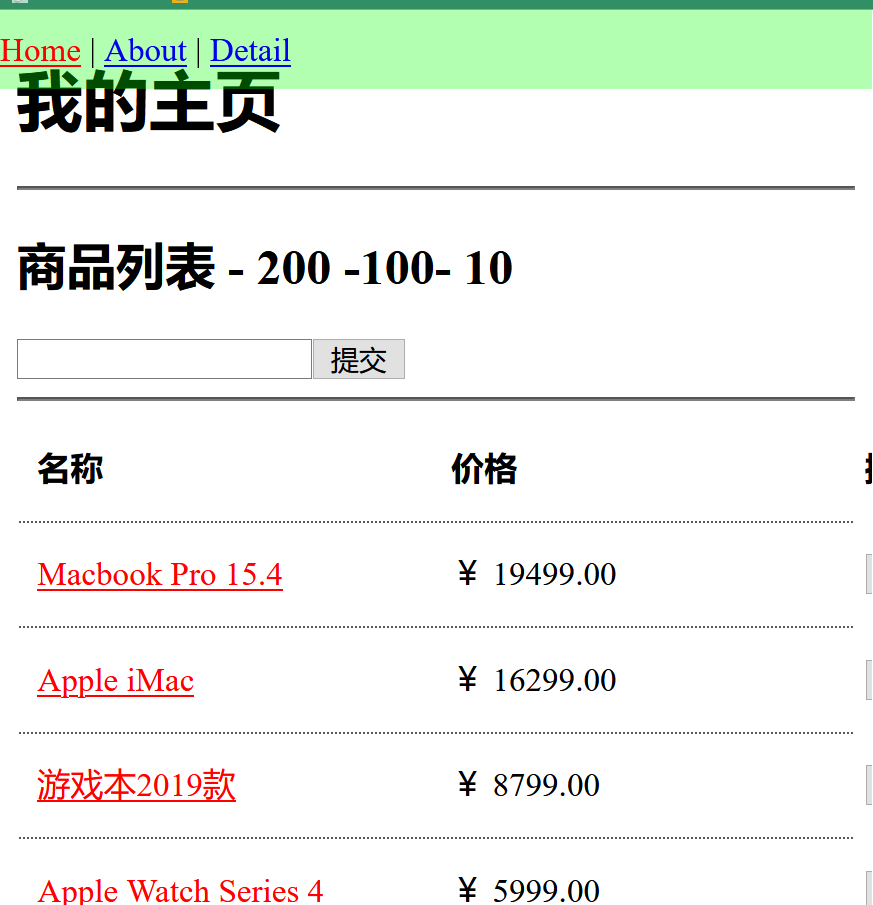 Home | About | Detail
我的主页
商品列表 - 200 -100- 10
提交
名称 价格
Macbook Pro 15.4 ¥ 19499.00
Apple iMac ¥ 16299.00
游戏本2019款 ¥ 8799.00
Apple Watch Series 4 ¥ 5999.00